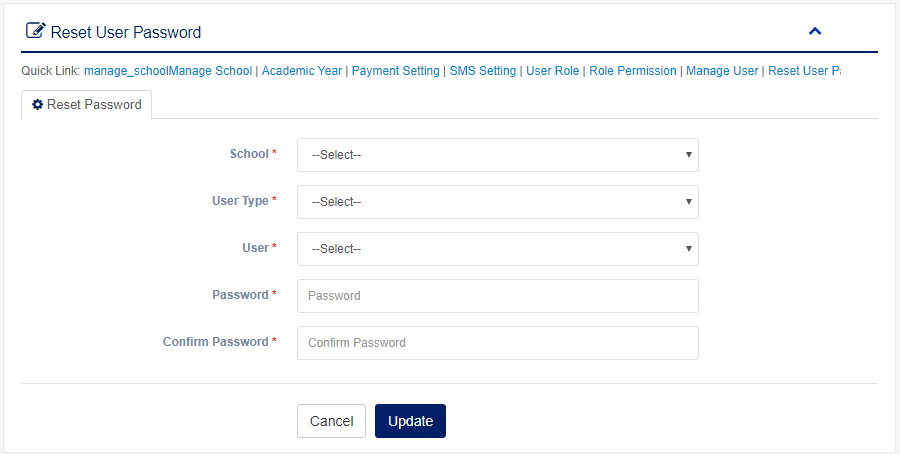 Reset User Password
Quick Link: manage_schoolManage School | Academic Year | Payment Setting | SMS Setting | User Role | Role Permission | Manage User | Reset User
Reset Password
School *
--Select--
User Type *
--Select--
User *
--Select--
Password *
Password
Confirm Password *
Confirm Password
Cancel Update